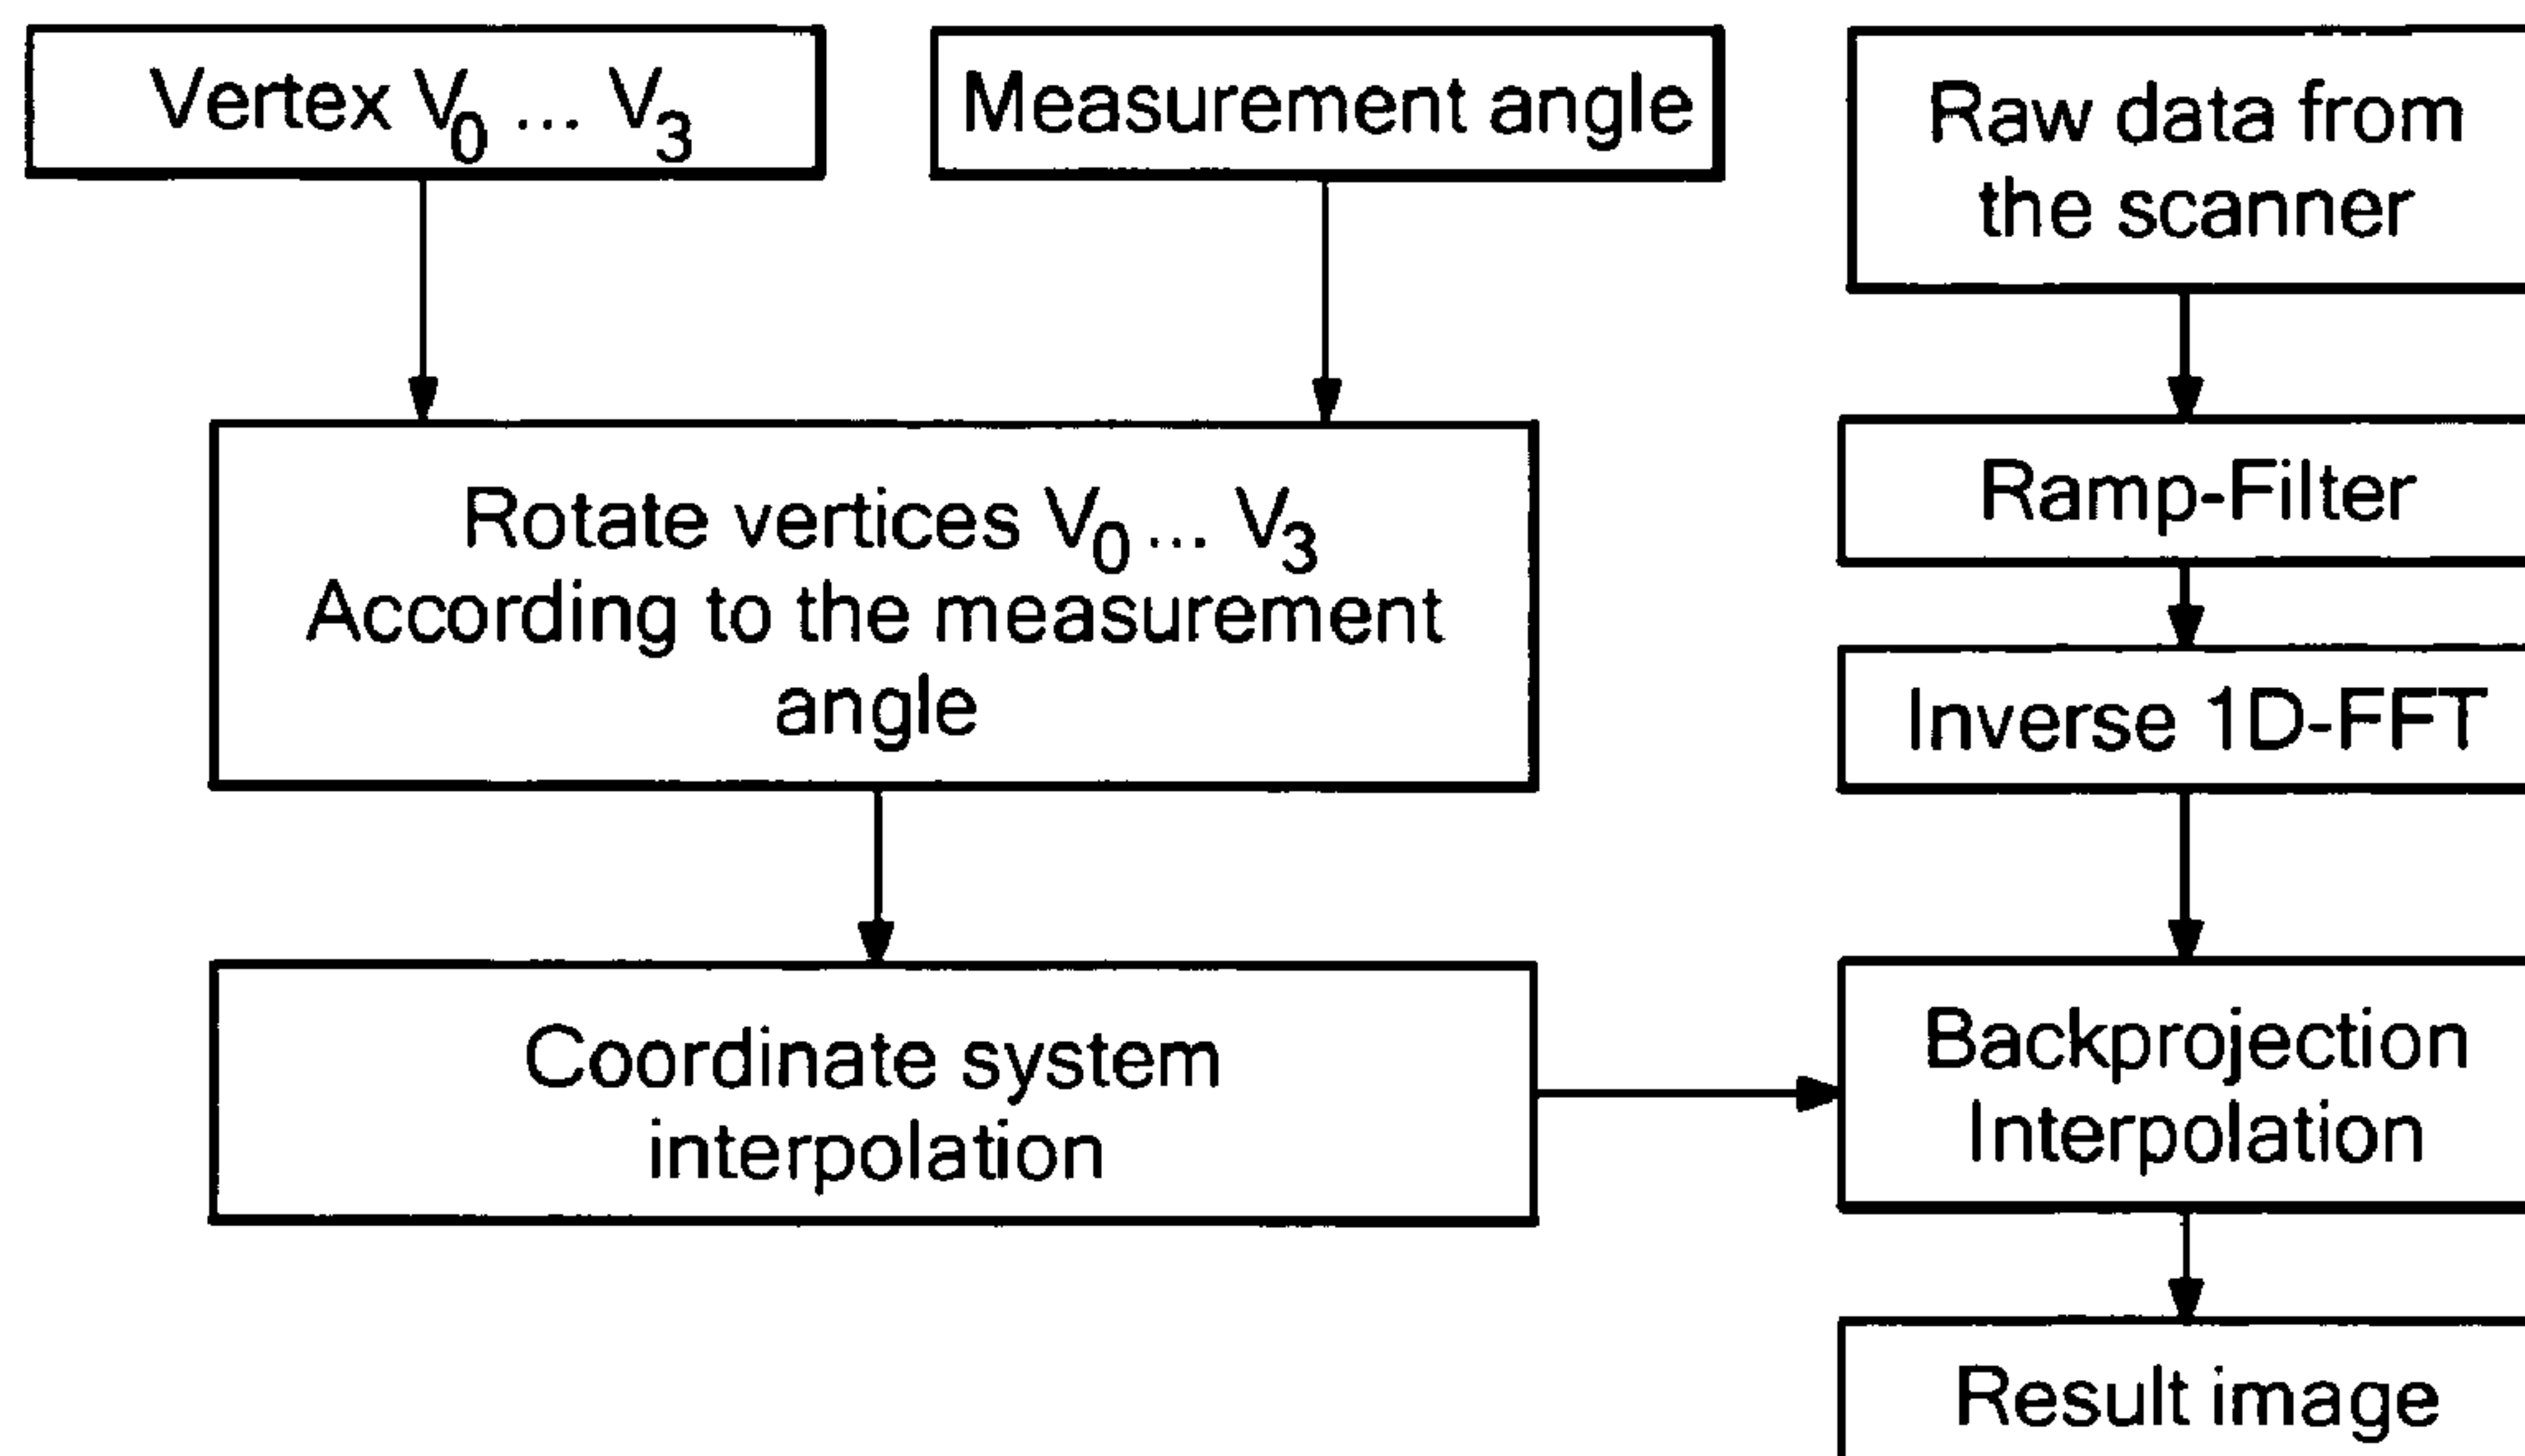 Vertex V0 ... V3
Measurement angle
Raw data from
the scanner
Rotate vertices V0 ... V3
According to the measurement
angle
Ramp-Filter
Inverse 1D-FFT
Coordinate system
interpolation
Backprojection
Interpolation
Result image